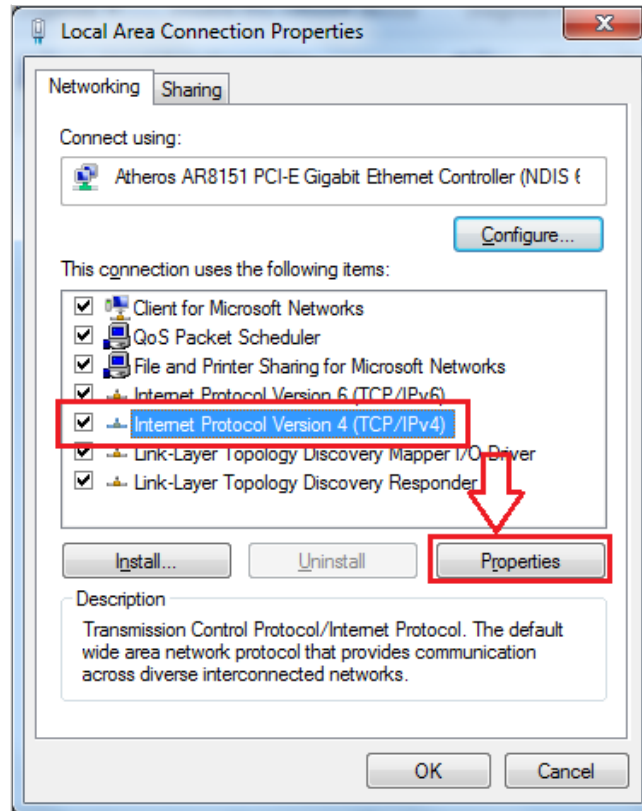 Local Area Connection Properties
Networking
Sharing
Connect using:
Atheros AR8151 PCI-E Gigabit Ethernet Controller (NDIS 6
Configure...
This connection uses the following items:
Client for Microsoft Networks
QoS Packet Scheduler
File and Printer Sharing for Microsoft Networks
Internet Protocol Version 6 (TCP/IPv6)
Internet Protocol Version 4 (TCP/IPv4)
Link-Layer Topology Discovery Mapper I/O Driver
Link-Layer Topology Discovery Responder
Install...
Uninstall
Properties
Description
Transmission Control Protocol/Internet Protocol. The default
wide area network protocol that provides communication
across diverse interconnected networks.
OK
Cancel